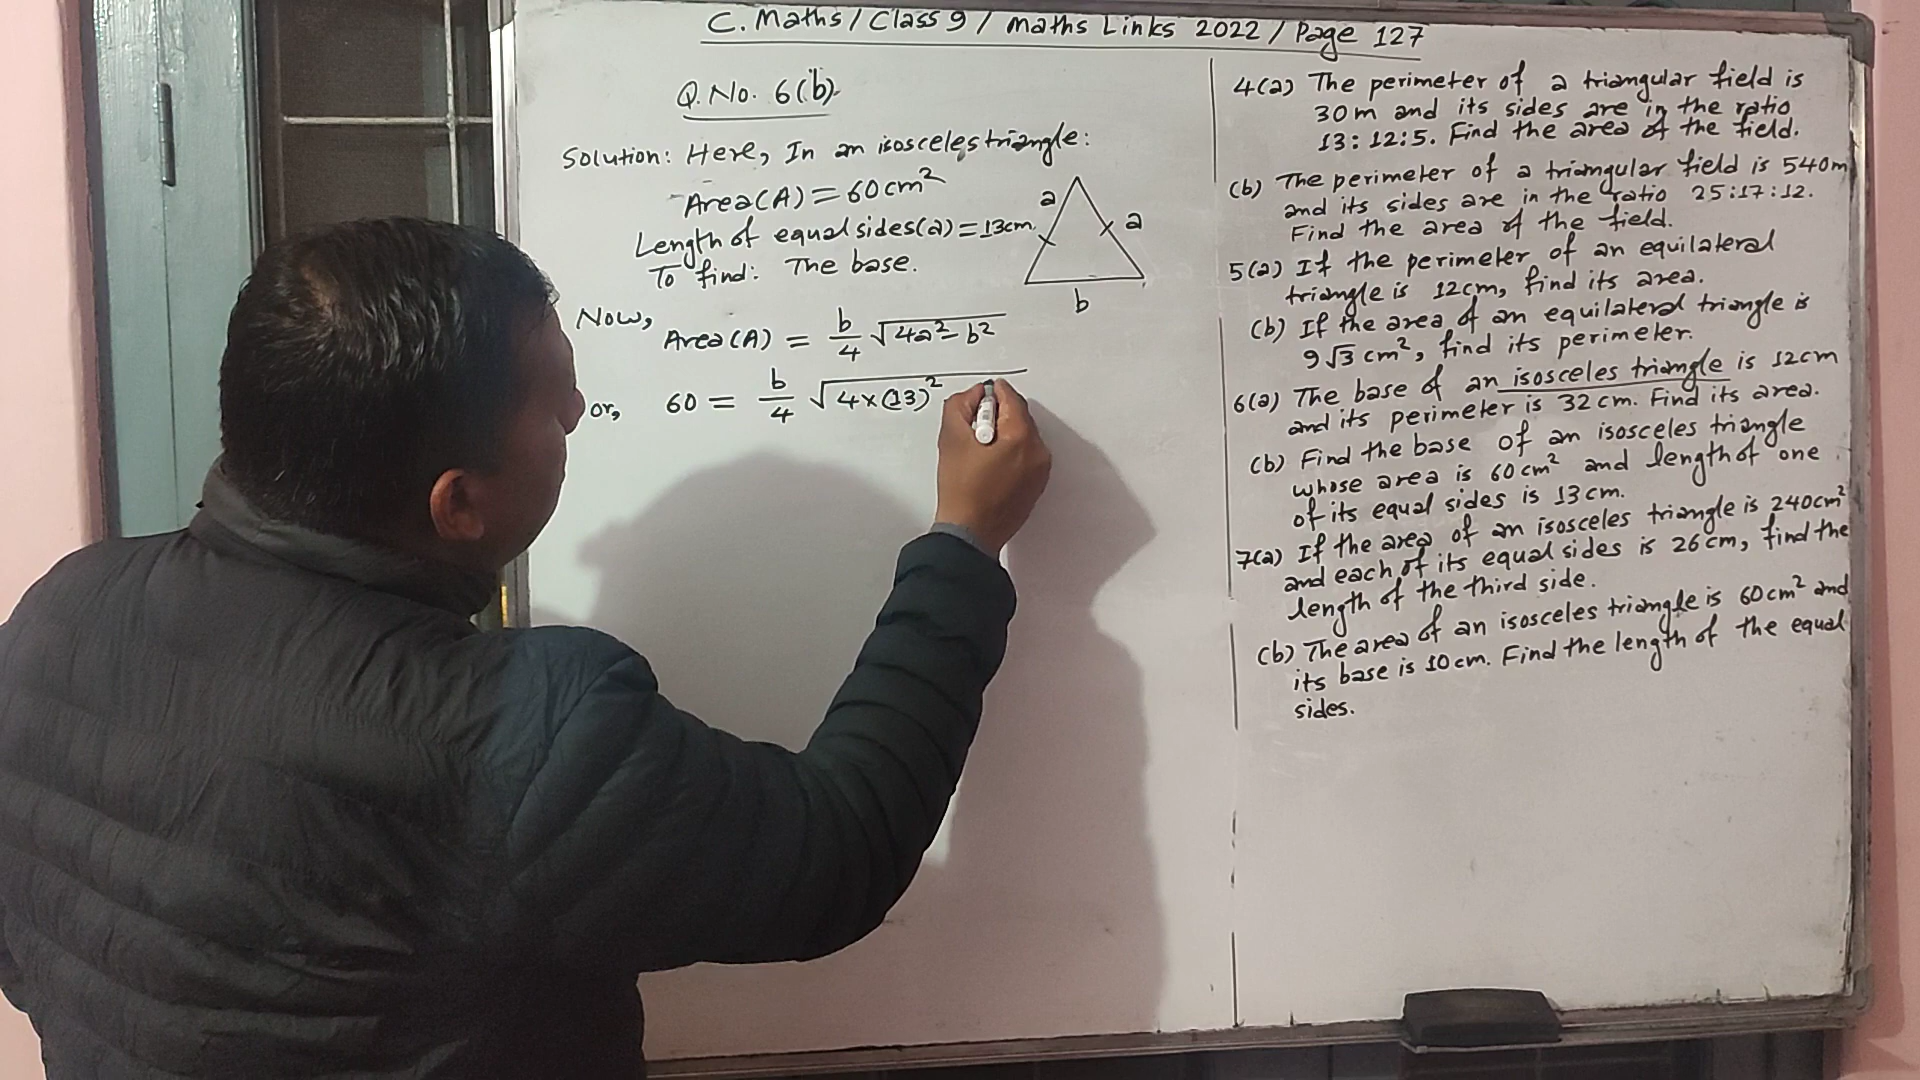 C. Maths / Class 9 / Maths Links 2022 / Page 127
Q. No. 6(b).
Solution: Here, In an isosceles triangle:
Area(A) = 60cm²
Length of equal sides(a) = 13cm.
To find: The base.
a
a
b
Now,
Area(A) = b/4 √4a² - b²
or, 60 = b/4 √4×(13)² -
4(a) The perimeter of a triangular field is
30m and its sides are in the ratio
13:12:5. Find the area of the field.
(b) The perimeter of a triangular field is 540m
and its sides are in the ratio 25:17:12.
Find the area of the field.
5(a) If the perimeter of an equilateral
triangle is 12cm, find its area.
(b) If the area of an equilateral triangle is
9√3 cm², find its perimeter.
6(a) The base of an isosceles triangle is 12cm
and its perimeter is 32cm. Find its area.
(b) Find the base of an isosceles triangle
whose area is 60cm² and length of one
of its equal sides is 13cm.
7(a) If the area of an isosceles triangle is 240cm²
and each of its equal sides is 26cm, find the
length of the third side.
(b) The area of an isosceles triangle is 60cm² and
its base is 10cm. Find the length of the equal
sides.